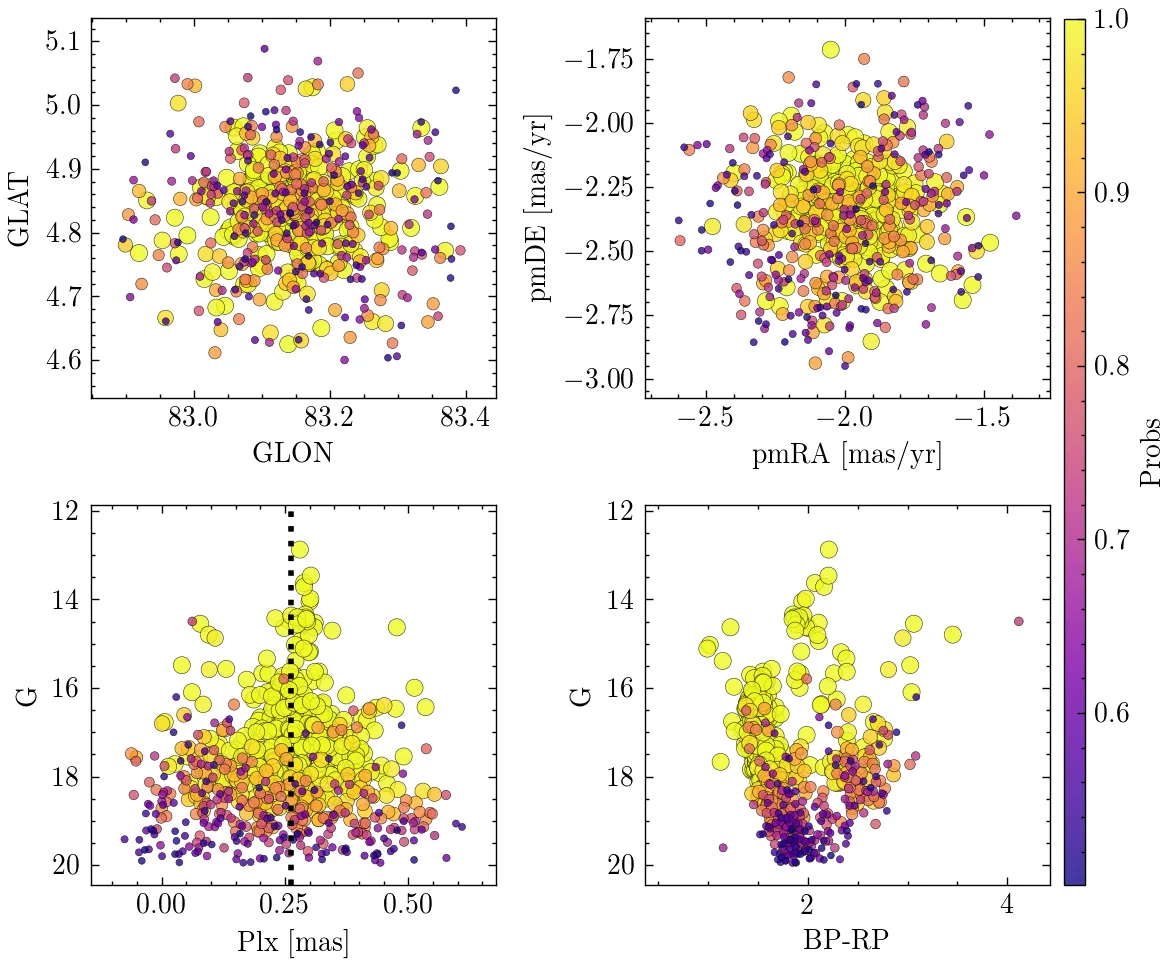 5.1
5.0
4.9
4.8
4.7
4.6
GLAT
83.0 83.2 83.4
GLON
−1.75
−2.00
−2.25
−2.50
−2.75
−3.00
pmDE [mas/yr]
−2.5 −2.0 −1.5
pmRA [mas/yr]
12
14
16
18
20
G
0.00 0.25 0.50
Plx [mas]
12
14
16
18
20
G
2 4
BP-RP
1.0
0.9
0.8
0.7
0.6
Probs